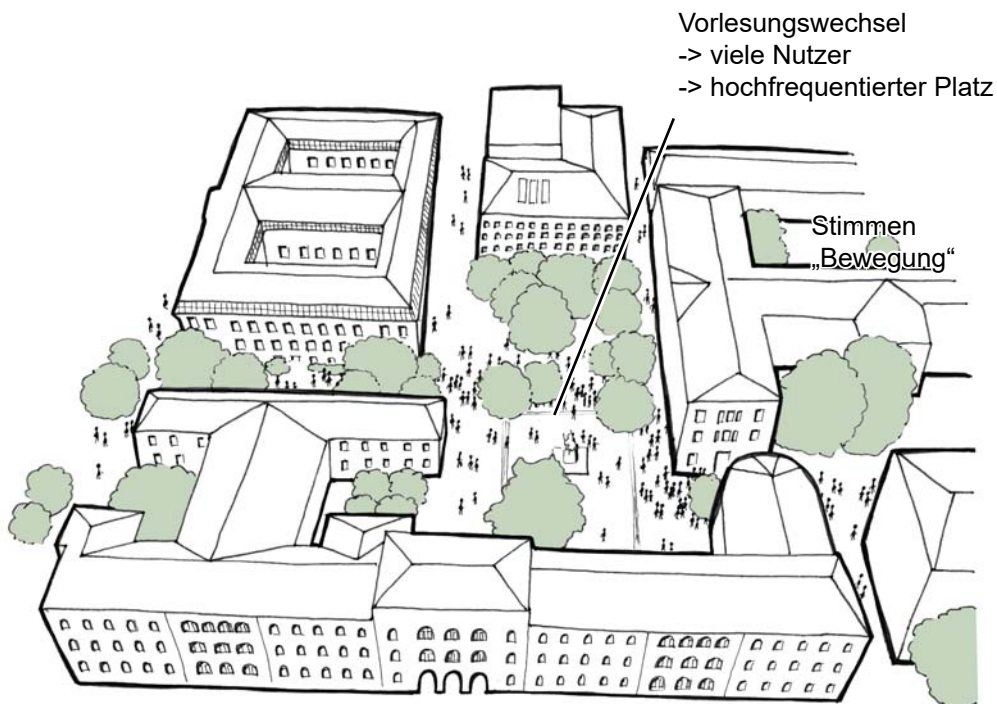 Vorlesungswechsel
-> viele Nutzer
-> hochfrequentierter Platz
Stimmen
„Bewegung“